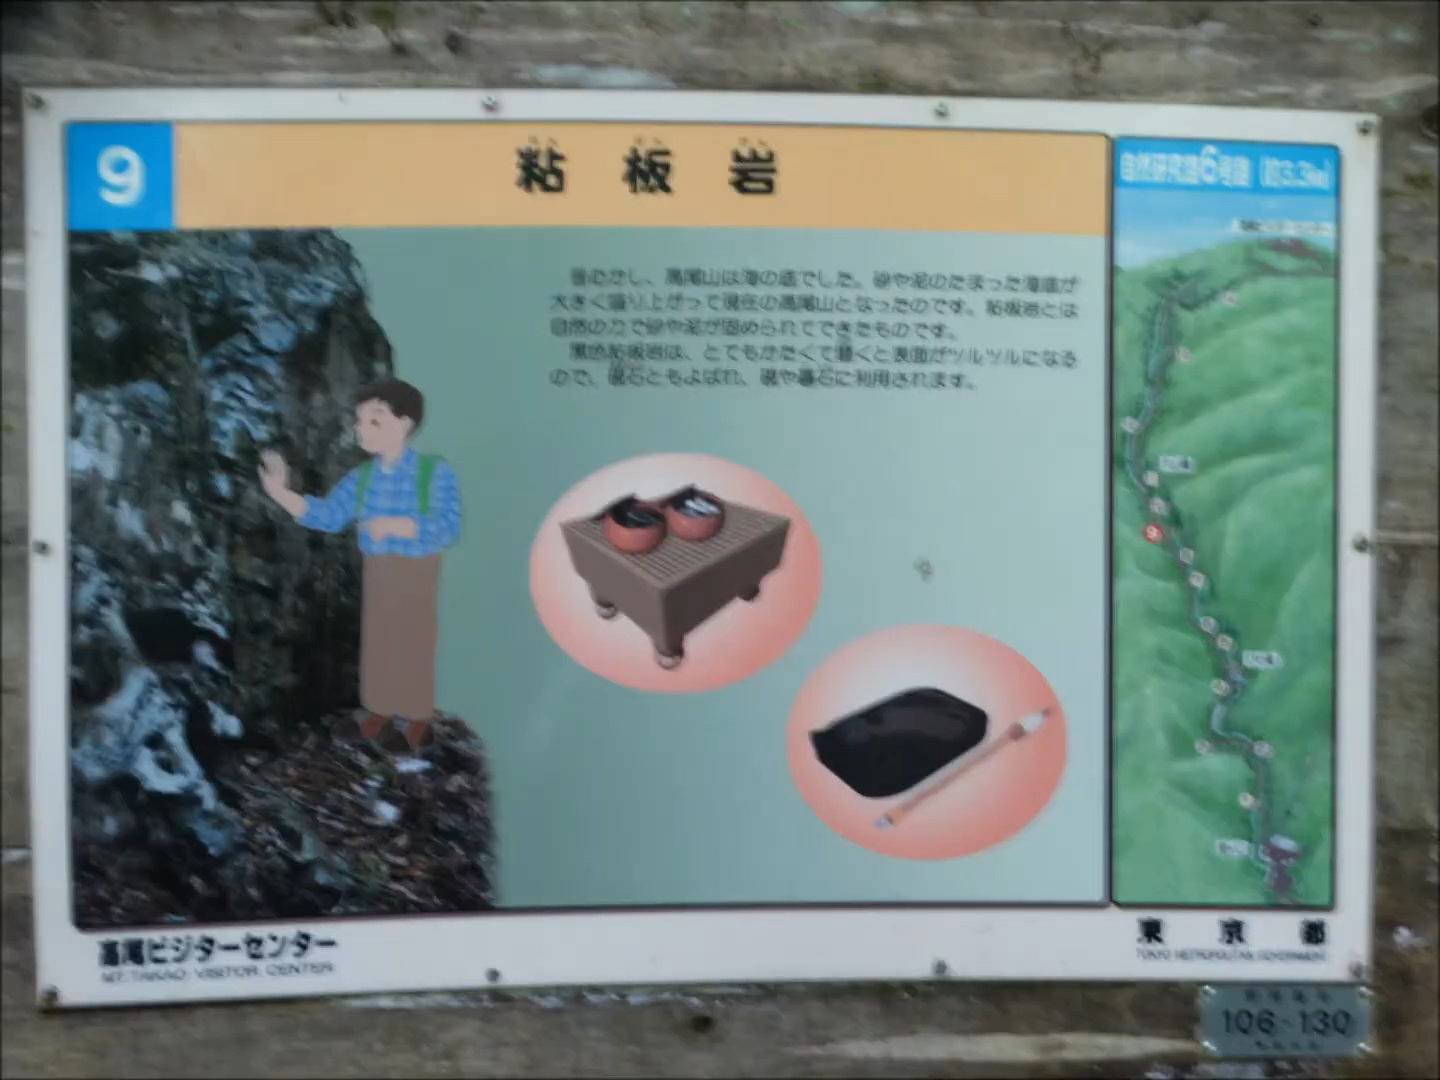 9
粘板岩
昔むかし、高尾山は海の底でした。砂や泥のたまった海底が
大きく盛り上がって現在の高尾山となったのです。粘板岩とは
自然の力で砂や泥が固められてできたものです。
黒色粘板岩は、とてもかたくて磨くと表面がツルツルになる
ので、硯石ともよばれ、硯や碁石に利用されます。
自然研究路6号路(約3.3㎞)
9
高尾ビジターセンター
MT.TAKAO VISITOR CENTER
東京都
TOKYO METROPOLITAN GOVERNMENT
106-130